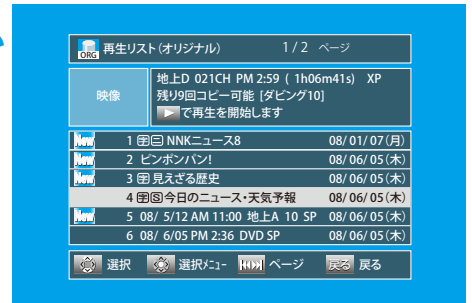 ORG 再生リスト(オリジナル) 1/2 ページ
映像
地上D 021CH PM 2:59 ( 1h06m41s) XP
残り9回コピー可能 [ダビング10]
▶で再生を開始します
New 1 字二 NNKニュース8 08/01/07(月)
New 2 ピンポンパン! 08/06/05(木)
New 3 字見えざる歴史 08/06/05(木)
4 字S今日のニュース・天気予報 08/06/05(木)
New 5 08/ 5/12 AM 11:00 地上A 10 SP 08/06/05(木)
6 08/ 6/05 PM 2:36 DVD SP 08/06/05(木)
選択 選択メニュー ページ 戻る 戻る